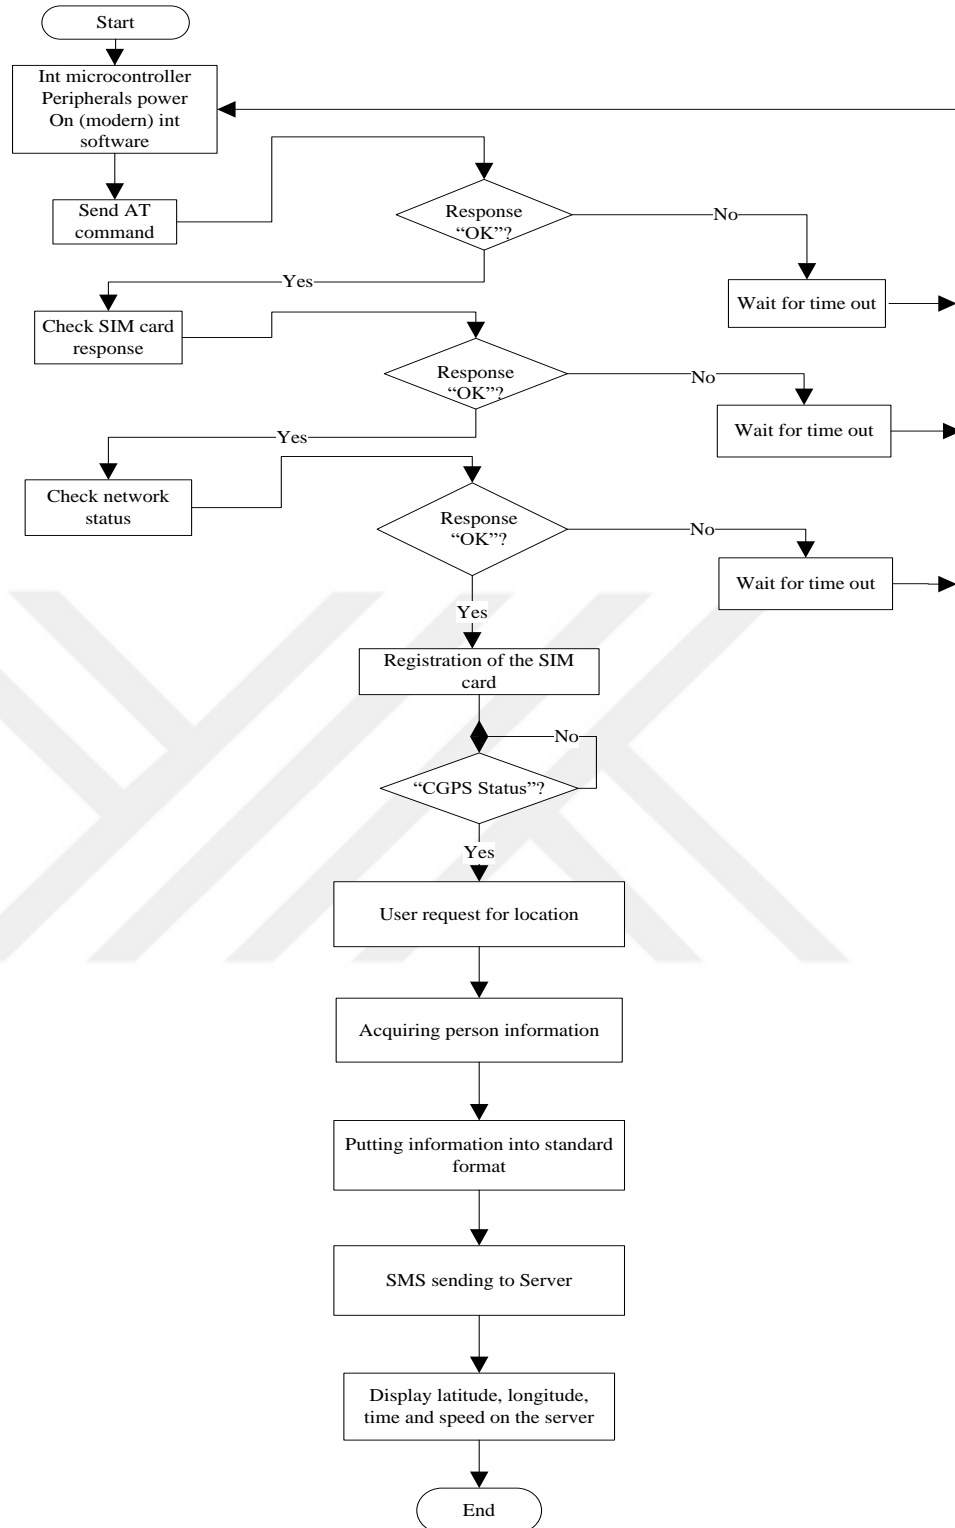 Start
Int microcontroller
Peripherals power
On (modern) int
software
Send AT
command
Response
“OK”?
No
Wait for time out
Yes
Check SIM card
response
Response
“OK”?
No
Wait for time out
Yes
Check network
status
Response
“OK”?
No
Wait for time out
Yes
Registration of the SIM
card
No
“CGPS Status”?
Yes
User request for location
Acquiring person information
Putting information into standard
format
SMS sending to Server
Display latitude, longitude,
time and speed on the server
End